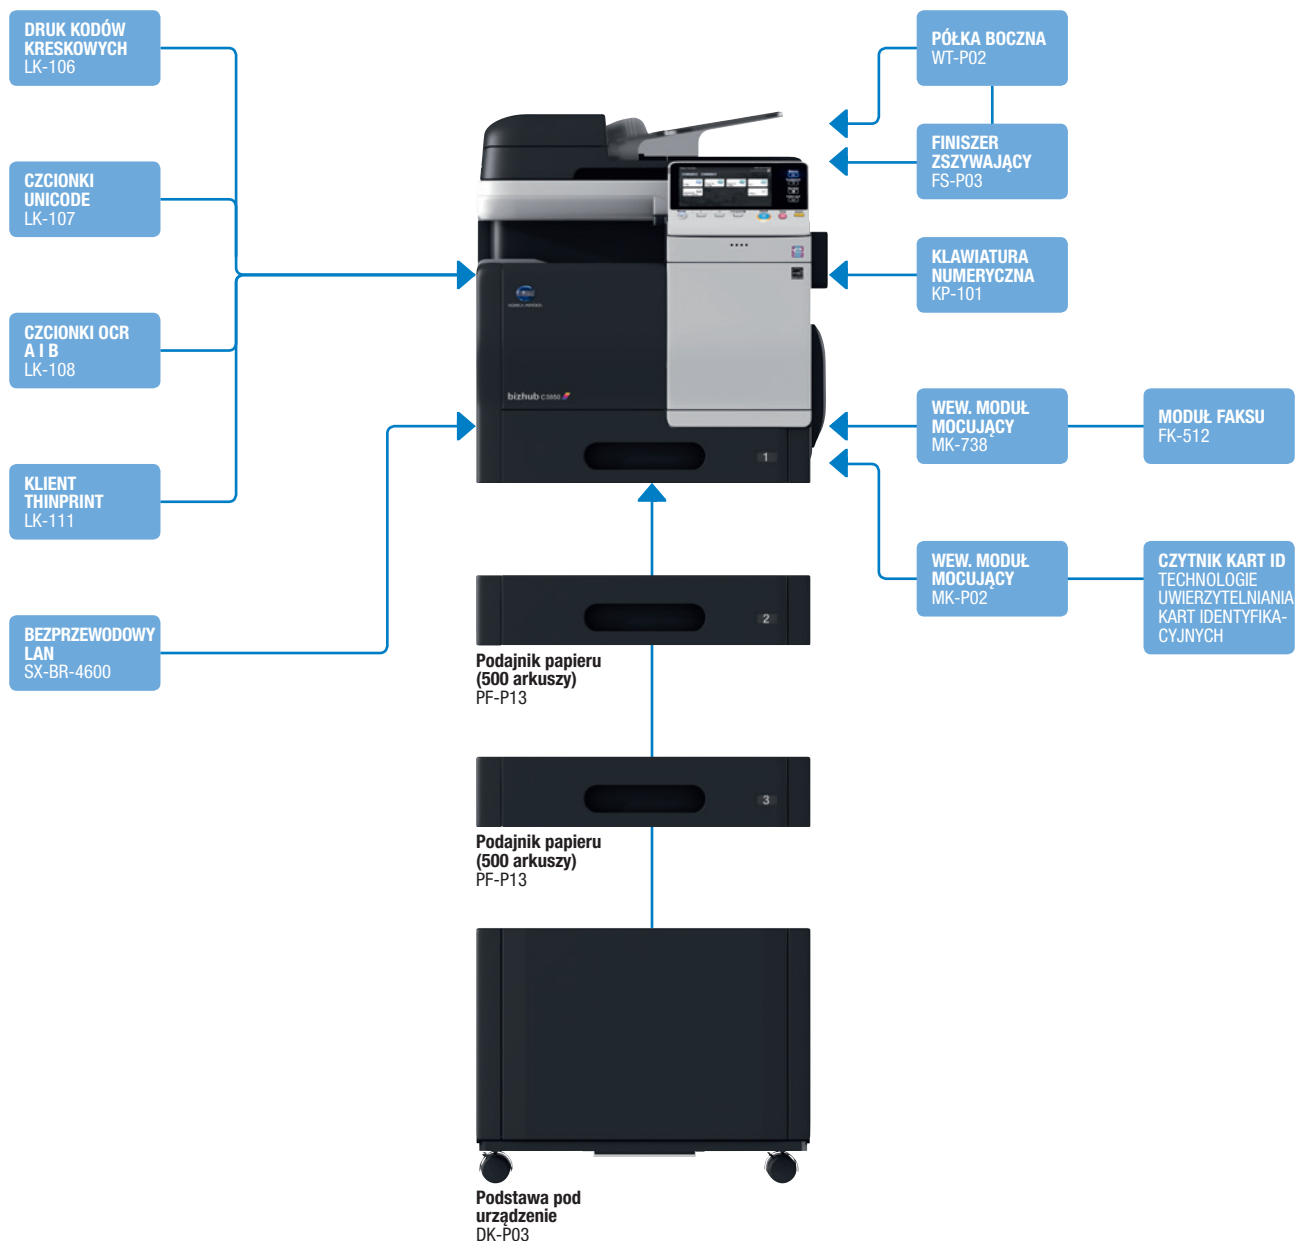 DRUK KODÓW
KRESKOWYCH
LK-106
CZCIONKI
UNICODE
LK-107
CZCIONKI OCR
A I B
LK-108
KLIENT
THINPRINT
LK-111
BEZPRZEWODOWY
LAN
SX-BR-4600
KONICA MINOLTA
bizhub C3850
1
2
Podajnik papieru
(500 arkuszy)
PF-P13
3
Podajnik papieru
(500 arkuszy)
PF-P13
Podstawa pod
urządzenie
DK-P03
PÓŁKA BOCZNA
WT-P02
FINISZER
ZSZYWAJĄCY
FS-P03
KLAWIATURA
NUMERYCZNA
KP-101
WEW. MODUŁ
MOCUJĄCY
MK-738
MODUŁ FAKSU
FK-512
WEW. MODUŁ
MOCUJĄCY
MK-P02
CZYTNIK KART ID
TECHNOLOGIE
UWIERZYTELNIANIA
KART IDENTYFIKA-
CYJNYCH